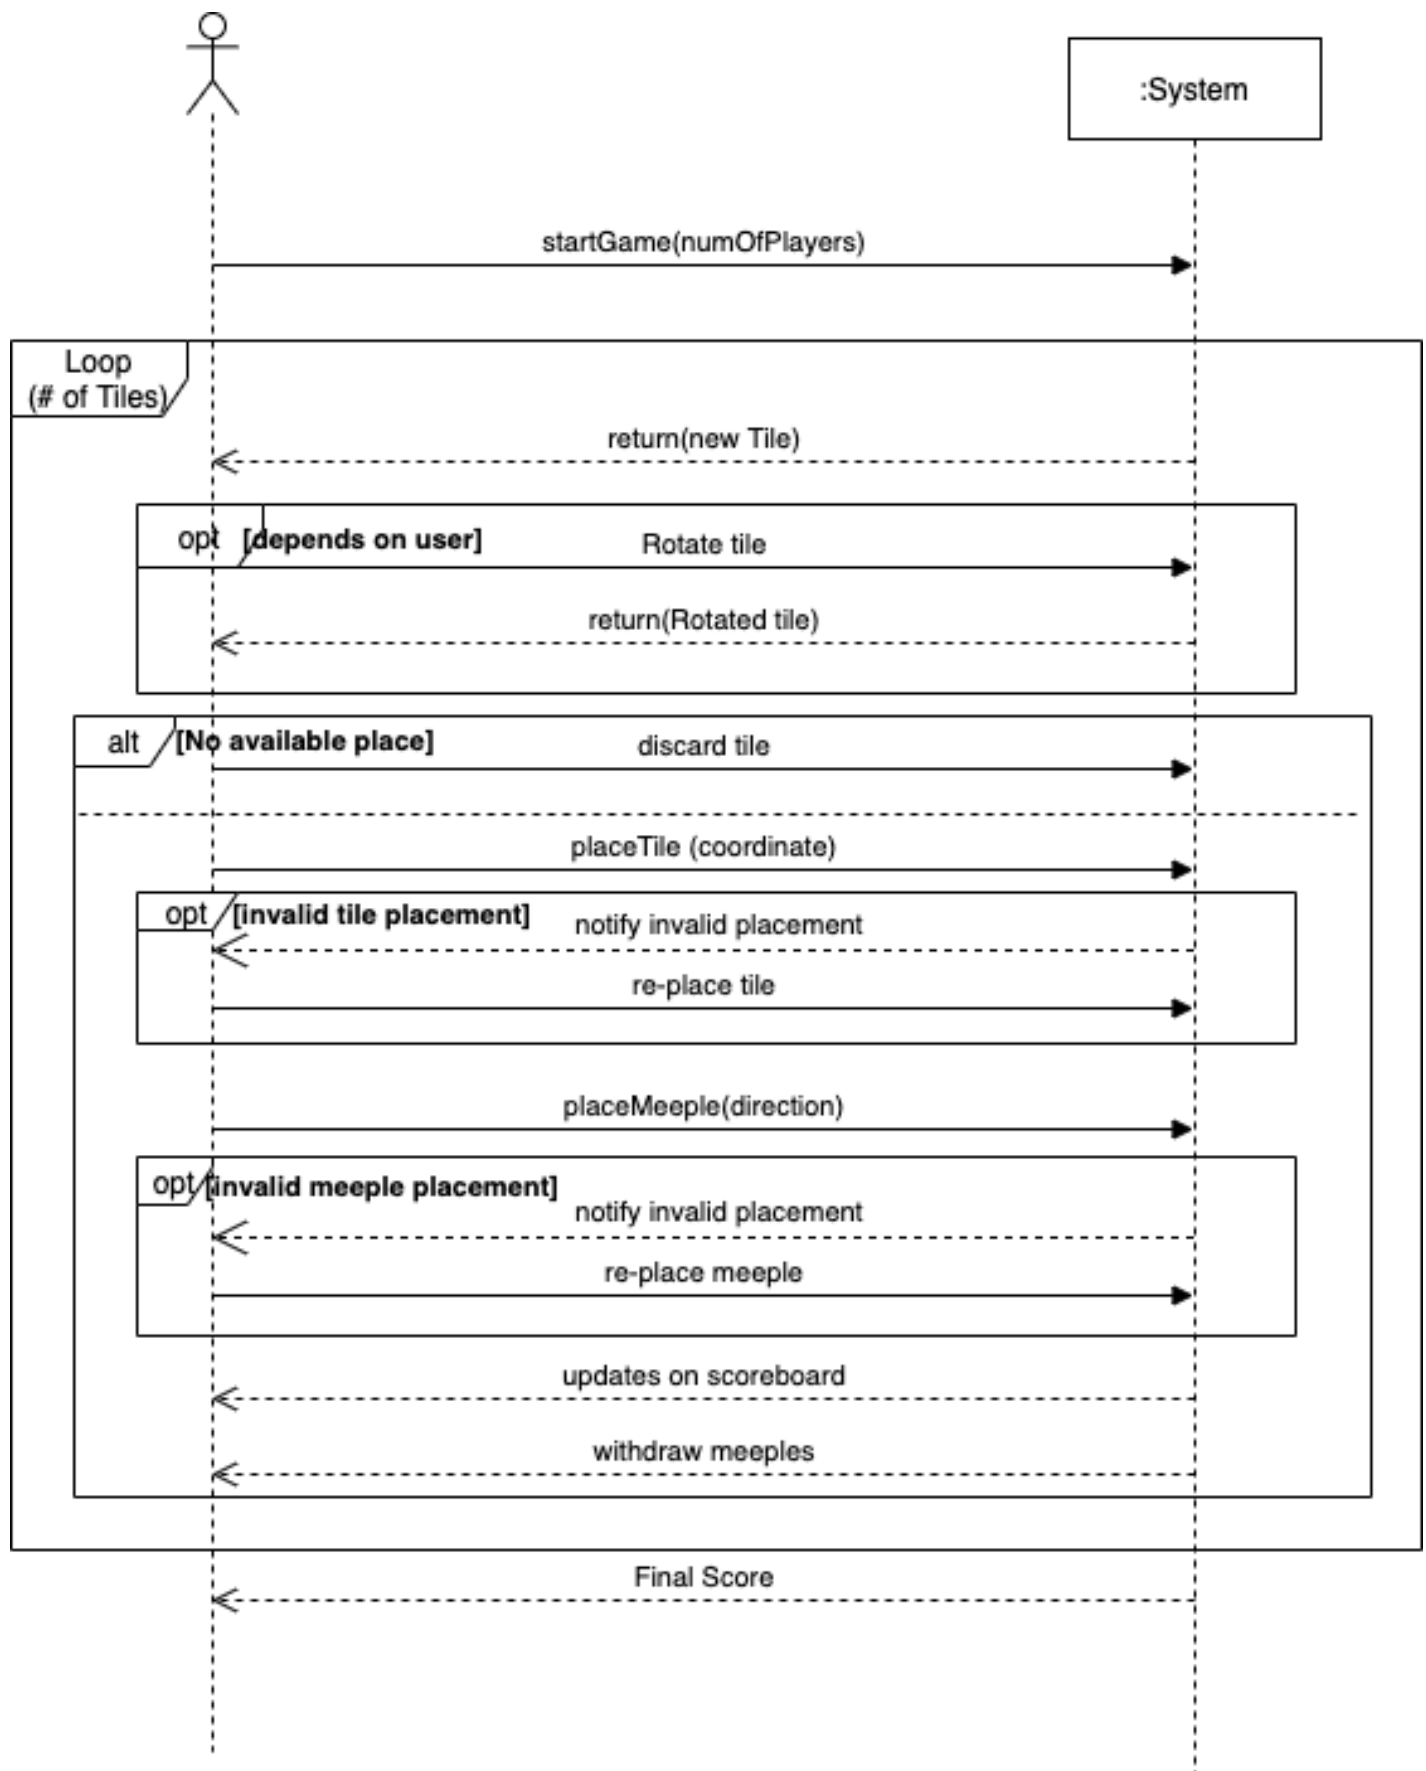 :System
startGame(numOfPlayers)
Loop
(# of Tiles)
return(new Tile)
opt [depends on user] Rotate tile
return(Rotated tile)
alt [No available place] discard tile
placeTile (coordinate)
opt [invalid tile placement] notify invalid placement
re-place tile
placeMeeple(direction)
opt [invalid meeple placement]
notify invalid placement
re-place meeple
updates on scoreboard
withdraw meeples
Final Score